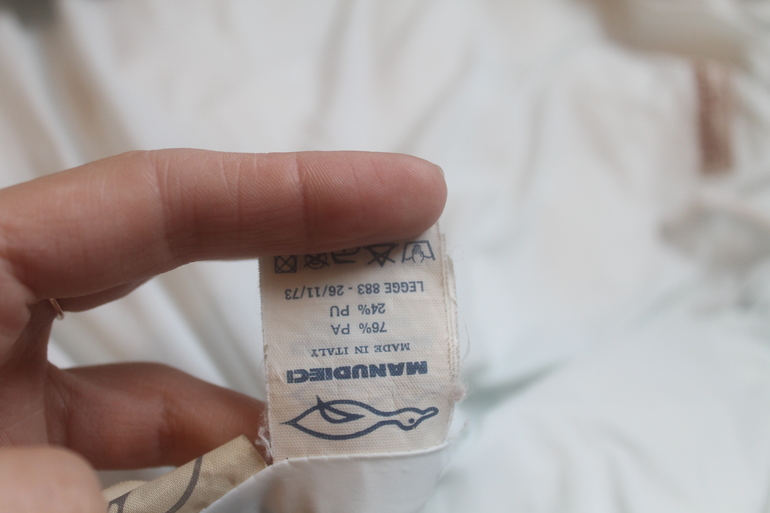 MANUDIECI
MADE IN ITALY
76% PA
24% PU
LEGGE 883 - 26/11/73